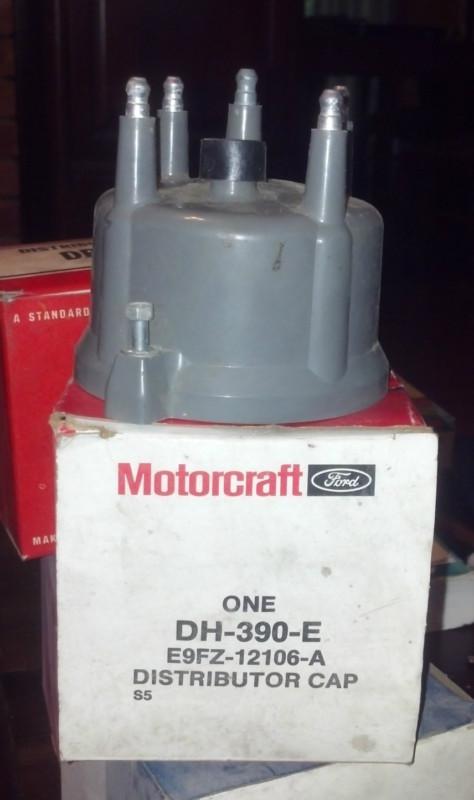 A STANDARD
Motorcraft Ford
ONE
DH-390-E
E9FZ-12106-A
DISTRIBUTOR CAP
S5